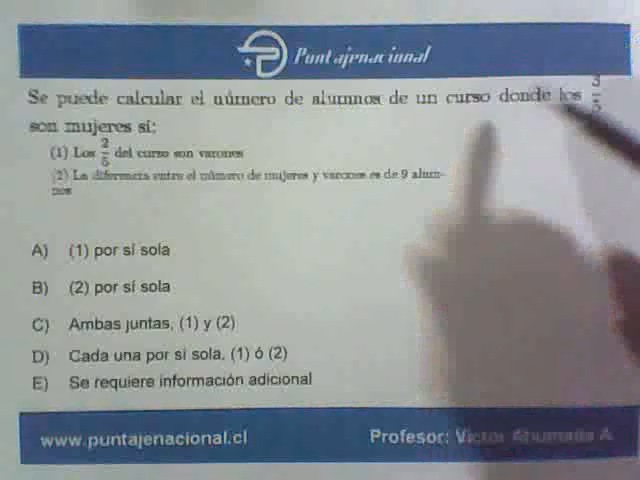 Puntajenacional
Se puede calcular el número de alumnos de un curso donde los 3/5
son mujeres si:
(1) Los 2/5 del curso son varones
(2) La diferencia entre el número de mujeres y varones es de 9 alum-
nos
A) (1) por sí sola
B) (2) por sí sola
C) Ambas juntas, (1) y (2)
D) Cada una por sí sola, (1) ó (2)
E) Se requiere información adicional
www.puntajenacional.cl Profesor: Víctor Ahumada A